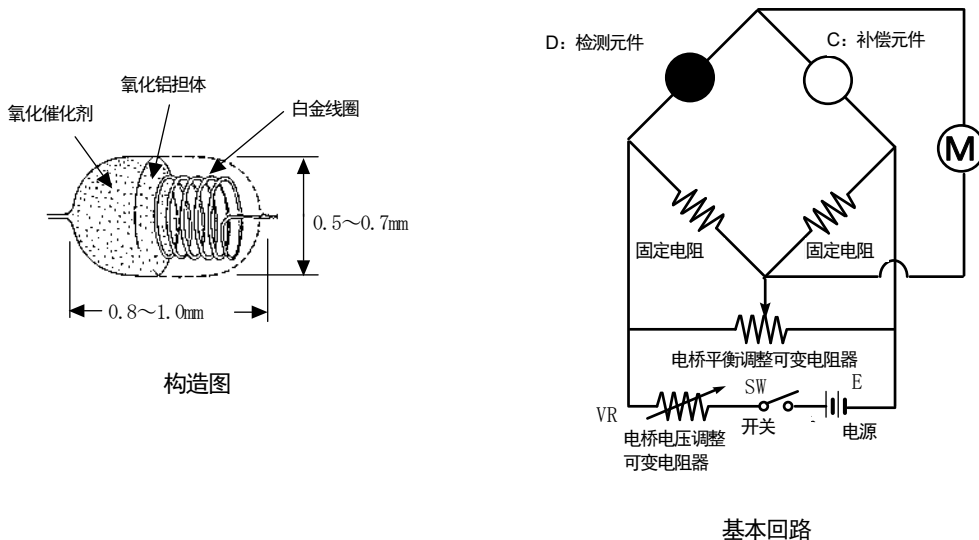 氧化催化剂
氧化铝担体
白金线圈
0.5～0.7mm
0.8～1.0mm
构造图
D：检测元件
C：补偿元件
M
固定电阻
固定电阻
电桥平衡调整可变电阻器
VR
SW
E
开关
电源
电桥电压调整
可变电阻器
基本回路